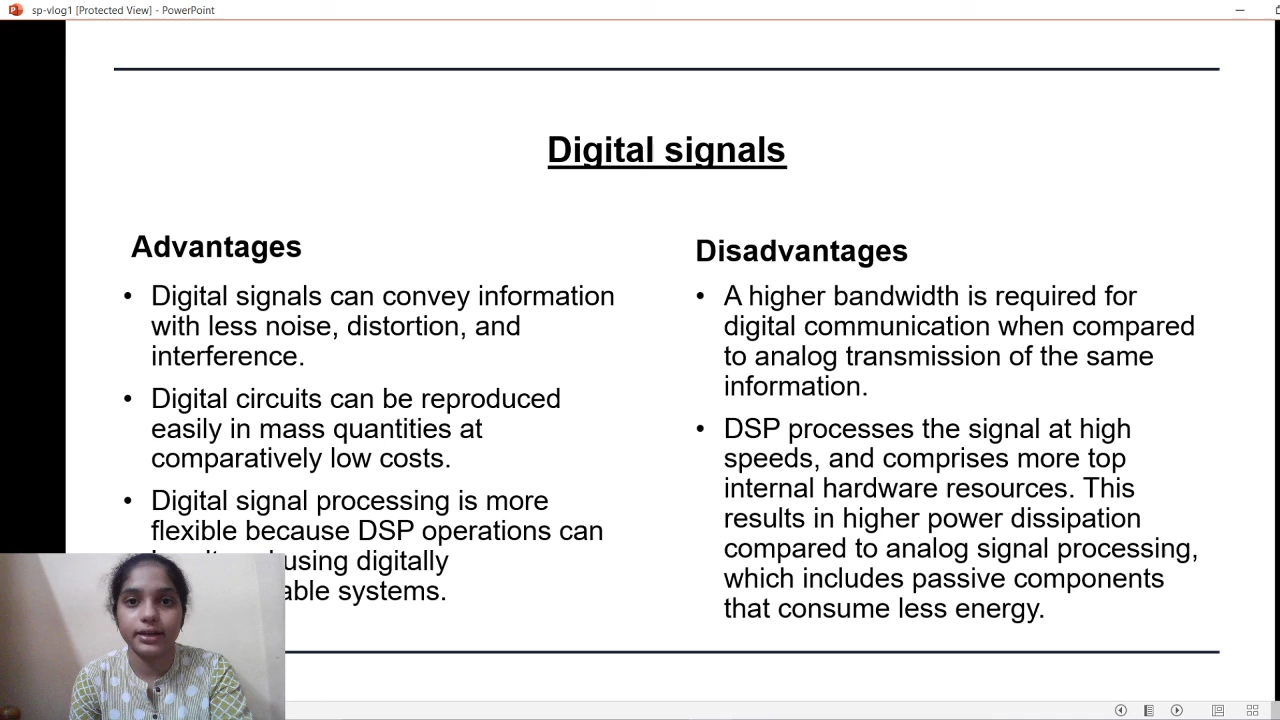 sp-vlog1 [Protected View] - PowerPoint
Digital signals
Advantages
• Digital signals can convey information
with less noise, distortion, and
interference.
• Digital circuits can be reproduced
easily in mass quantities at
comparatively low costs.
• Digital signal processing is more
flexible because DSP operations can
using digitally
systems.
Disadvantages
• A higher bandwidth is required for
digital communication when compared
to analog transmission of the same
information.
• DSP processes the signal at high
speeds, and comprises more top
internal hardware resources. This
results in higher power dissipation
compared to analog signal processing,
which includes passive components
that consume less energy.